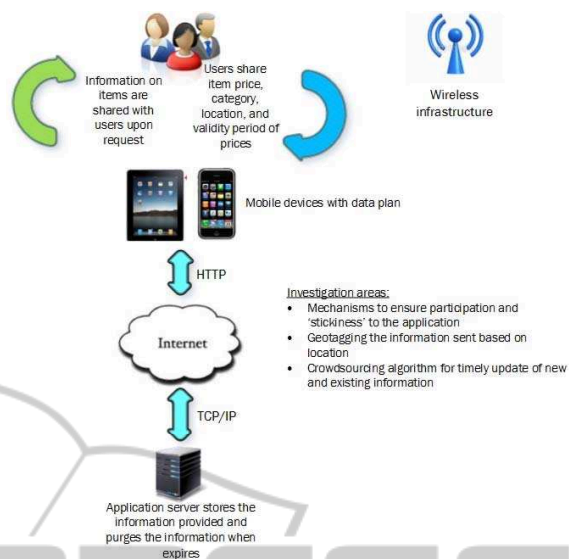 Information on
items are
shared with
users upon
request
Users share
item price,
category,
location, and
validity period of
prices
Wireless
infrastructure
Mobile devices with data plan
HTTP
Internet
Investigation areas:
• Mechanisms to ensure participation and
'stickiness' to the application
• Geotagging the information sent based on
location
• Crowdsourcing algorithm for timely update of new
and existing information
TCP/IP
Application server stores the
information provided and
purges the information when
expires